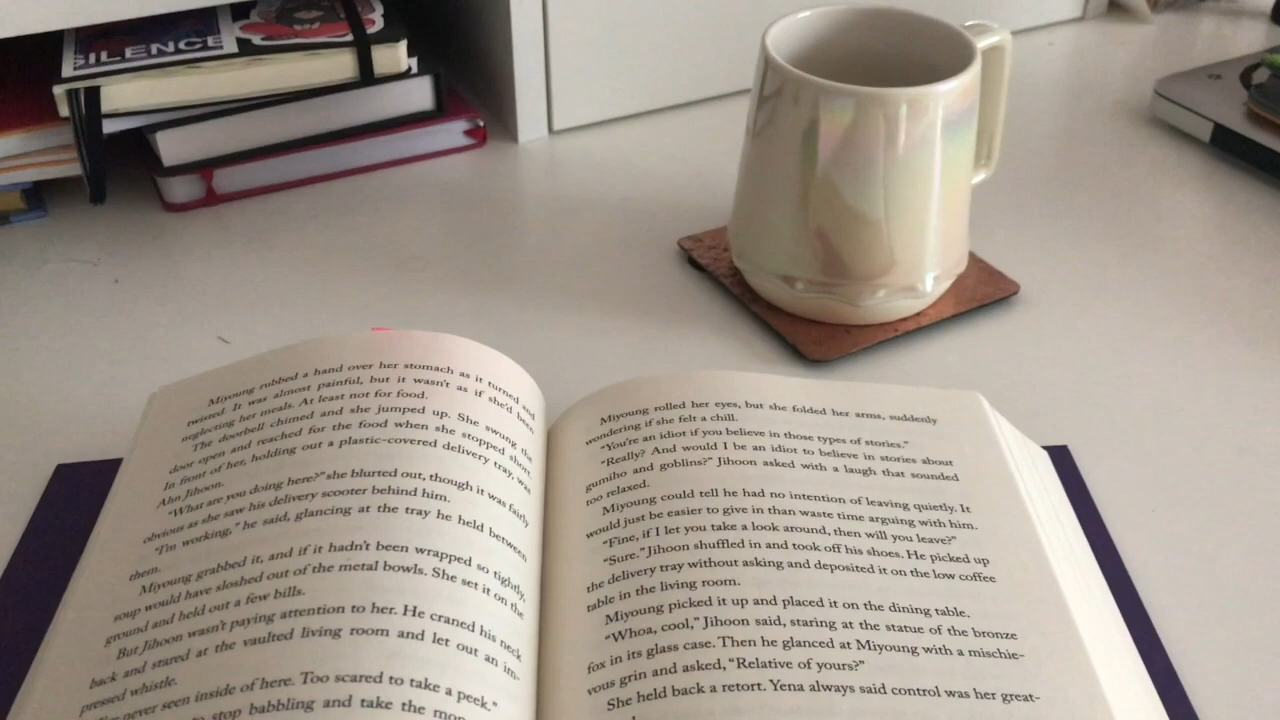 SILENCE
Miyoung rubbed a hand over her stomach as it turned and
twisted. It was almost painful, but it wasn't as if she'd been
neglecting her meals. At least not for food.
The doorbell chimed and she jumped up. She swung the
door open and reached for the food when she stopped short.
In front of her, holding out a plastic-covered delivery tray, was
Ahn Jihoon.
"What are you doing here?" she blurted out, though it was fairly
obvious as she saw his delivery scooter behind him.
"I'm working," he said, glancing at the tray he held between
them.
Miyoung grabbed it, and if it hadn't been wrapped so tightly,
soup would have sloshed out of the metal bowls. She set it on the
ground and held out a few bills.
But Jihoon wasn't paying attention to her. He craned his neck
back and stared at the vaulted living room and let out an im-
pressed whistle.
never seen inside of here. Too scared to take a peek."
stop babbling and take the
Miyoung rolled her eyes, but she folded her arms, suddenly
wondering if she felt a chill.
"You're an idiot if you believe in those types of stories."
"Really? And would I be an idiot to believe in stories about
gumiho and goblins?" Jihoon asked with a laugh that sounded
too relaxed.
Miyoung could tell he had no intention of leaving quietly. It
would just be easier to give in than waste time arguing with him.
"Fine, if I let you take a look around, then will you leave?"
"Sure." Jihoon shuffled in and took off his shoes. He picked up
the delivery tray without asking and deposited it on the low coffee
table in the living room.
Miyoung picked it up and placed it on the dining table.
"Whoa, cool," Jihoon said, staring at the statue of the bronze
fox in its glass case. Then he glanced at Miyoung with a mischie-
vous grin and asked, "Relative of yours?"
She held back a retort. Yena always said control was her great-